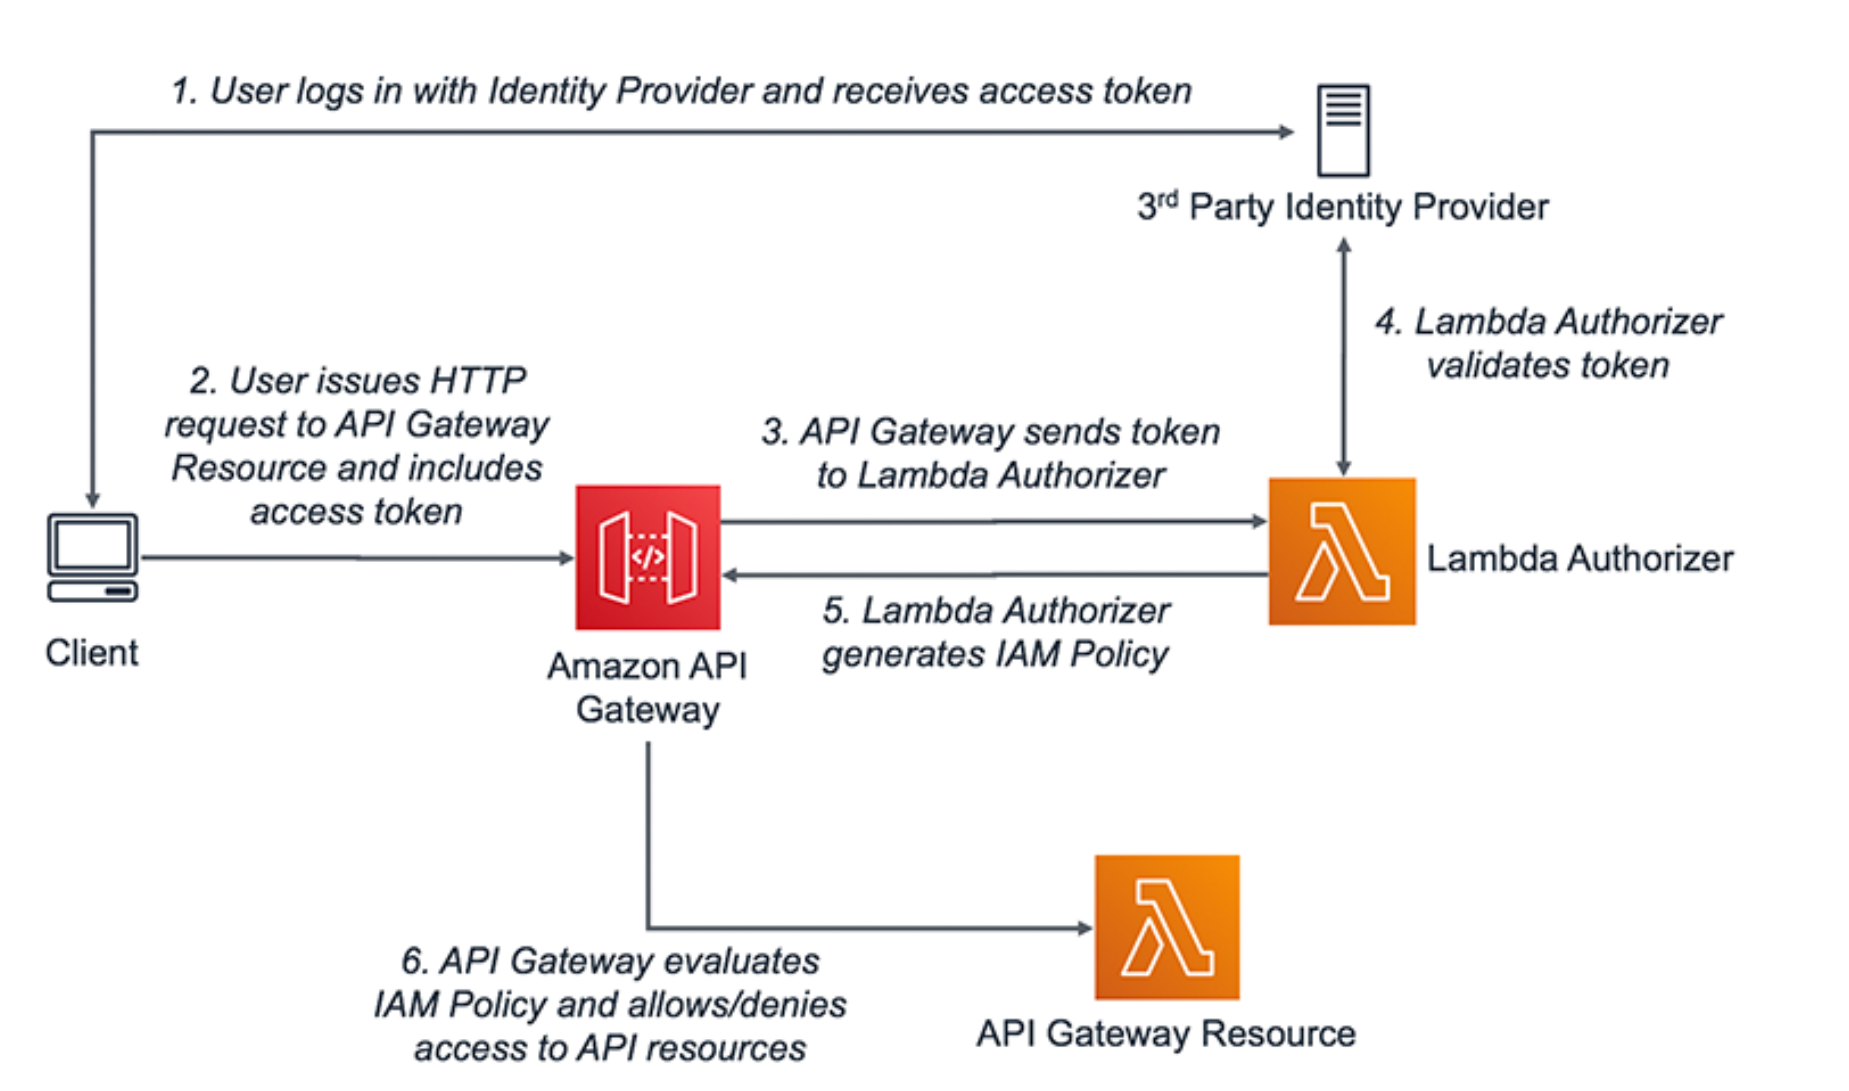 1. User logs in with Identity Provider and receives access token
3rd Party Identity Provider
4. Lambda Authorizer
validates token
2. User issues HTTP
request to API Gateway
Resource and includes
access token
3. API Gateway sends token
to Lambda Authorizer
</>
Lambda Authorizer
5. Lambda Authorizer
generates IAM Policy
Client
Amazon API
Gateway
6. API Gateway evaluates
IAM Policy and allows/denies
access to API resources
API Gateway Resource